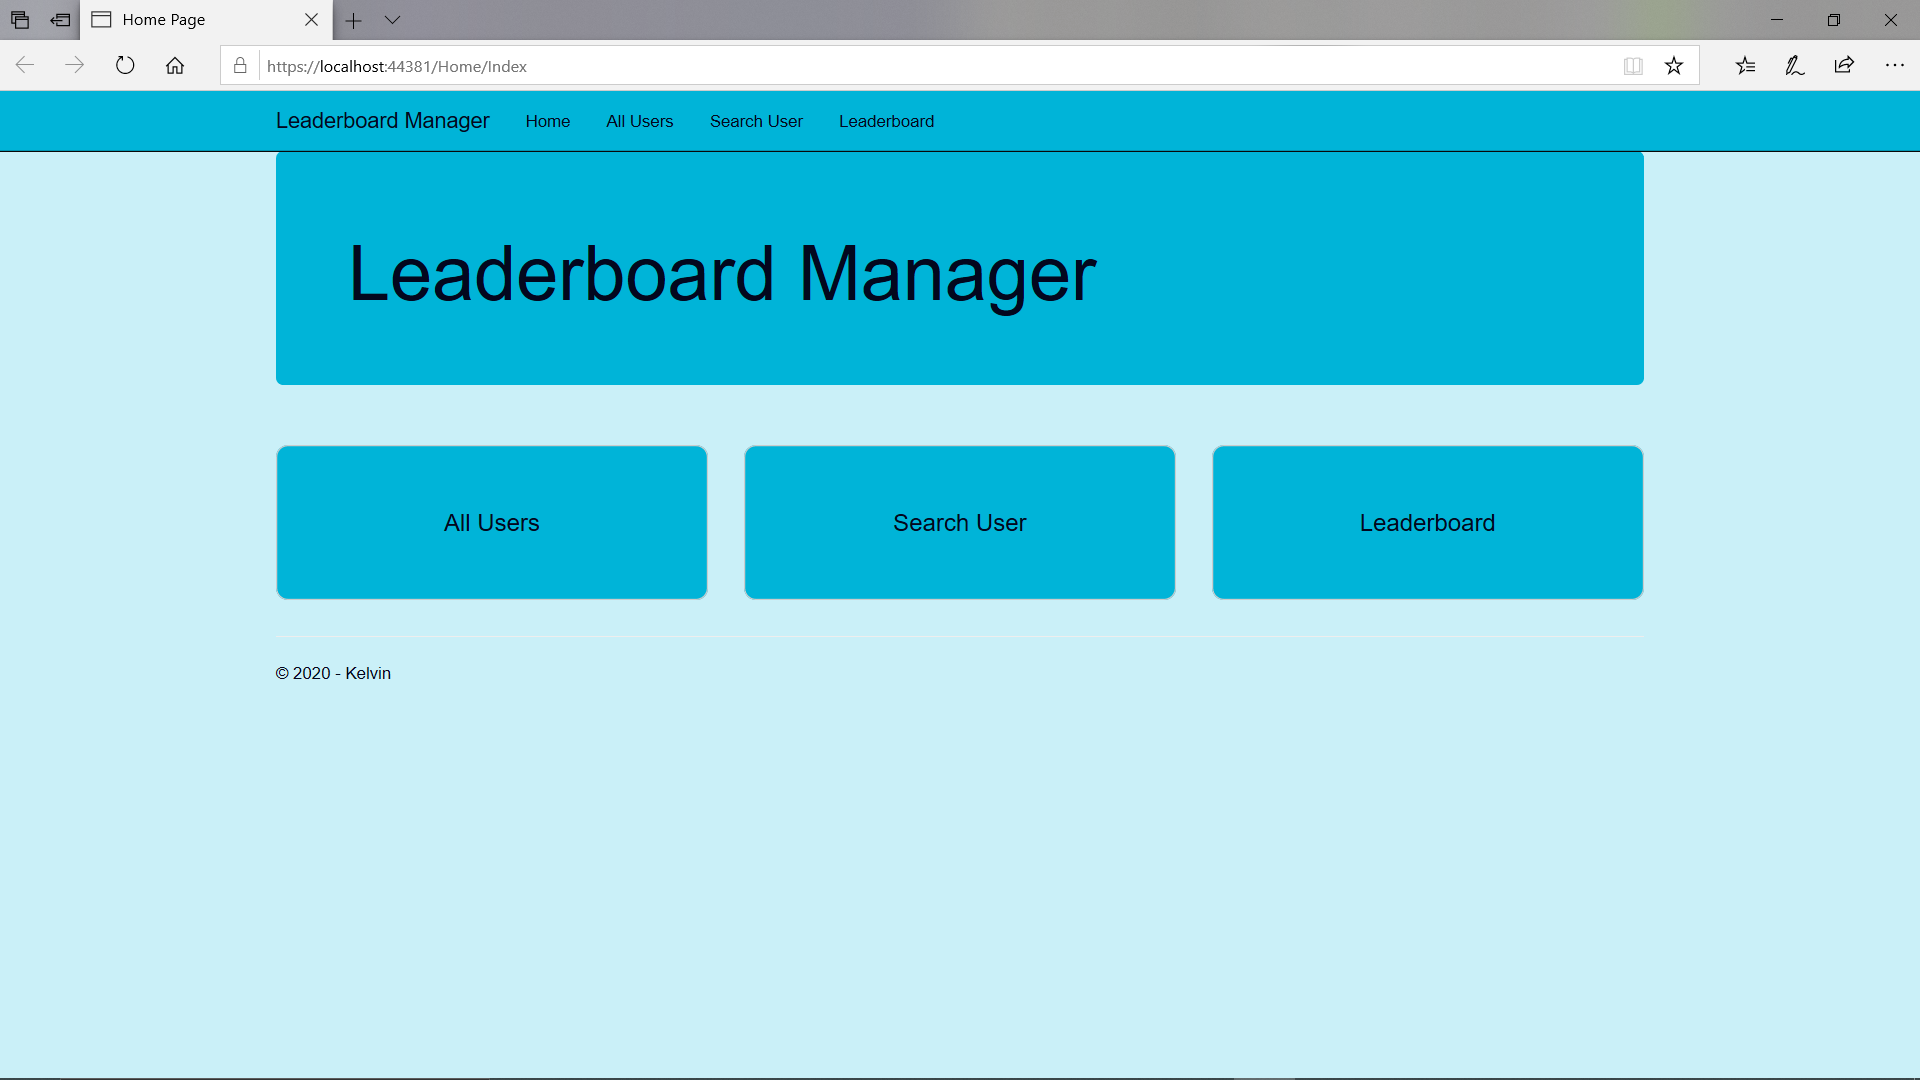 Home Page
https://localhost:44381/Home/Index
Leaderboard Manager Home All Users Search User Leaderboard
Leaderboard Manager
All Users Search User Leaderboard
© 2020 - Kelvin